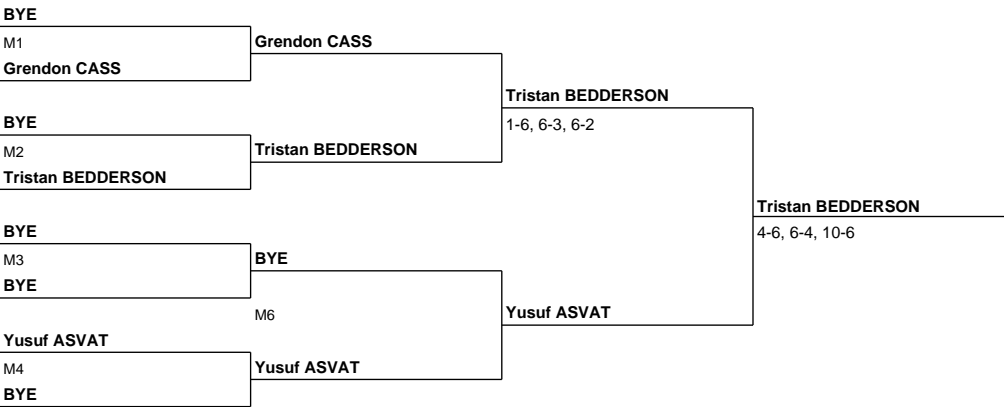 BYE
M1
Grendon CASS
Grendon CASS
BYE
M2
Tristan BEDDERSON
Tristan BEDDERSON
Tristan BEDDERSON
1-6, 6-3, 6-2
BYE
M3
BYE
BYE
M6
Yusuf ASVAT
M4
BYE
Yusuf ASVAT
Yusuf ASVAT
Tristan BEDDERSON
4-6, 6-4, 10-6